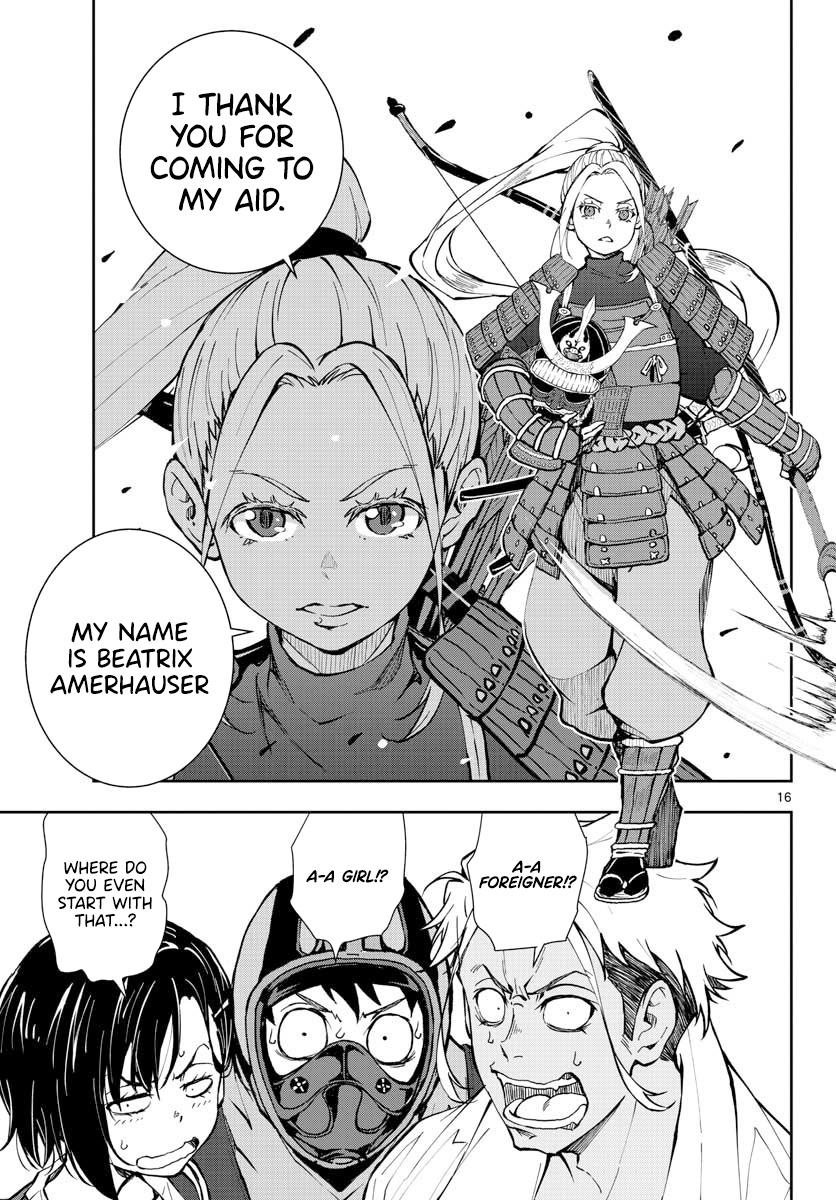 I THANK
YOU FOR
COMING TO
MY AID.
MY NAME
IS BEATRIX
AMERHAUSER
16
A-A
FOREIGNER!?
A-A GIRL!?
WHERE DO
YOU EVEN
START WITH
THAT...?